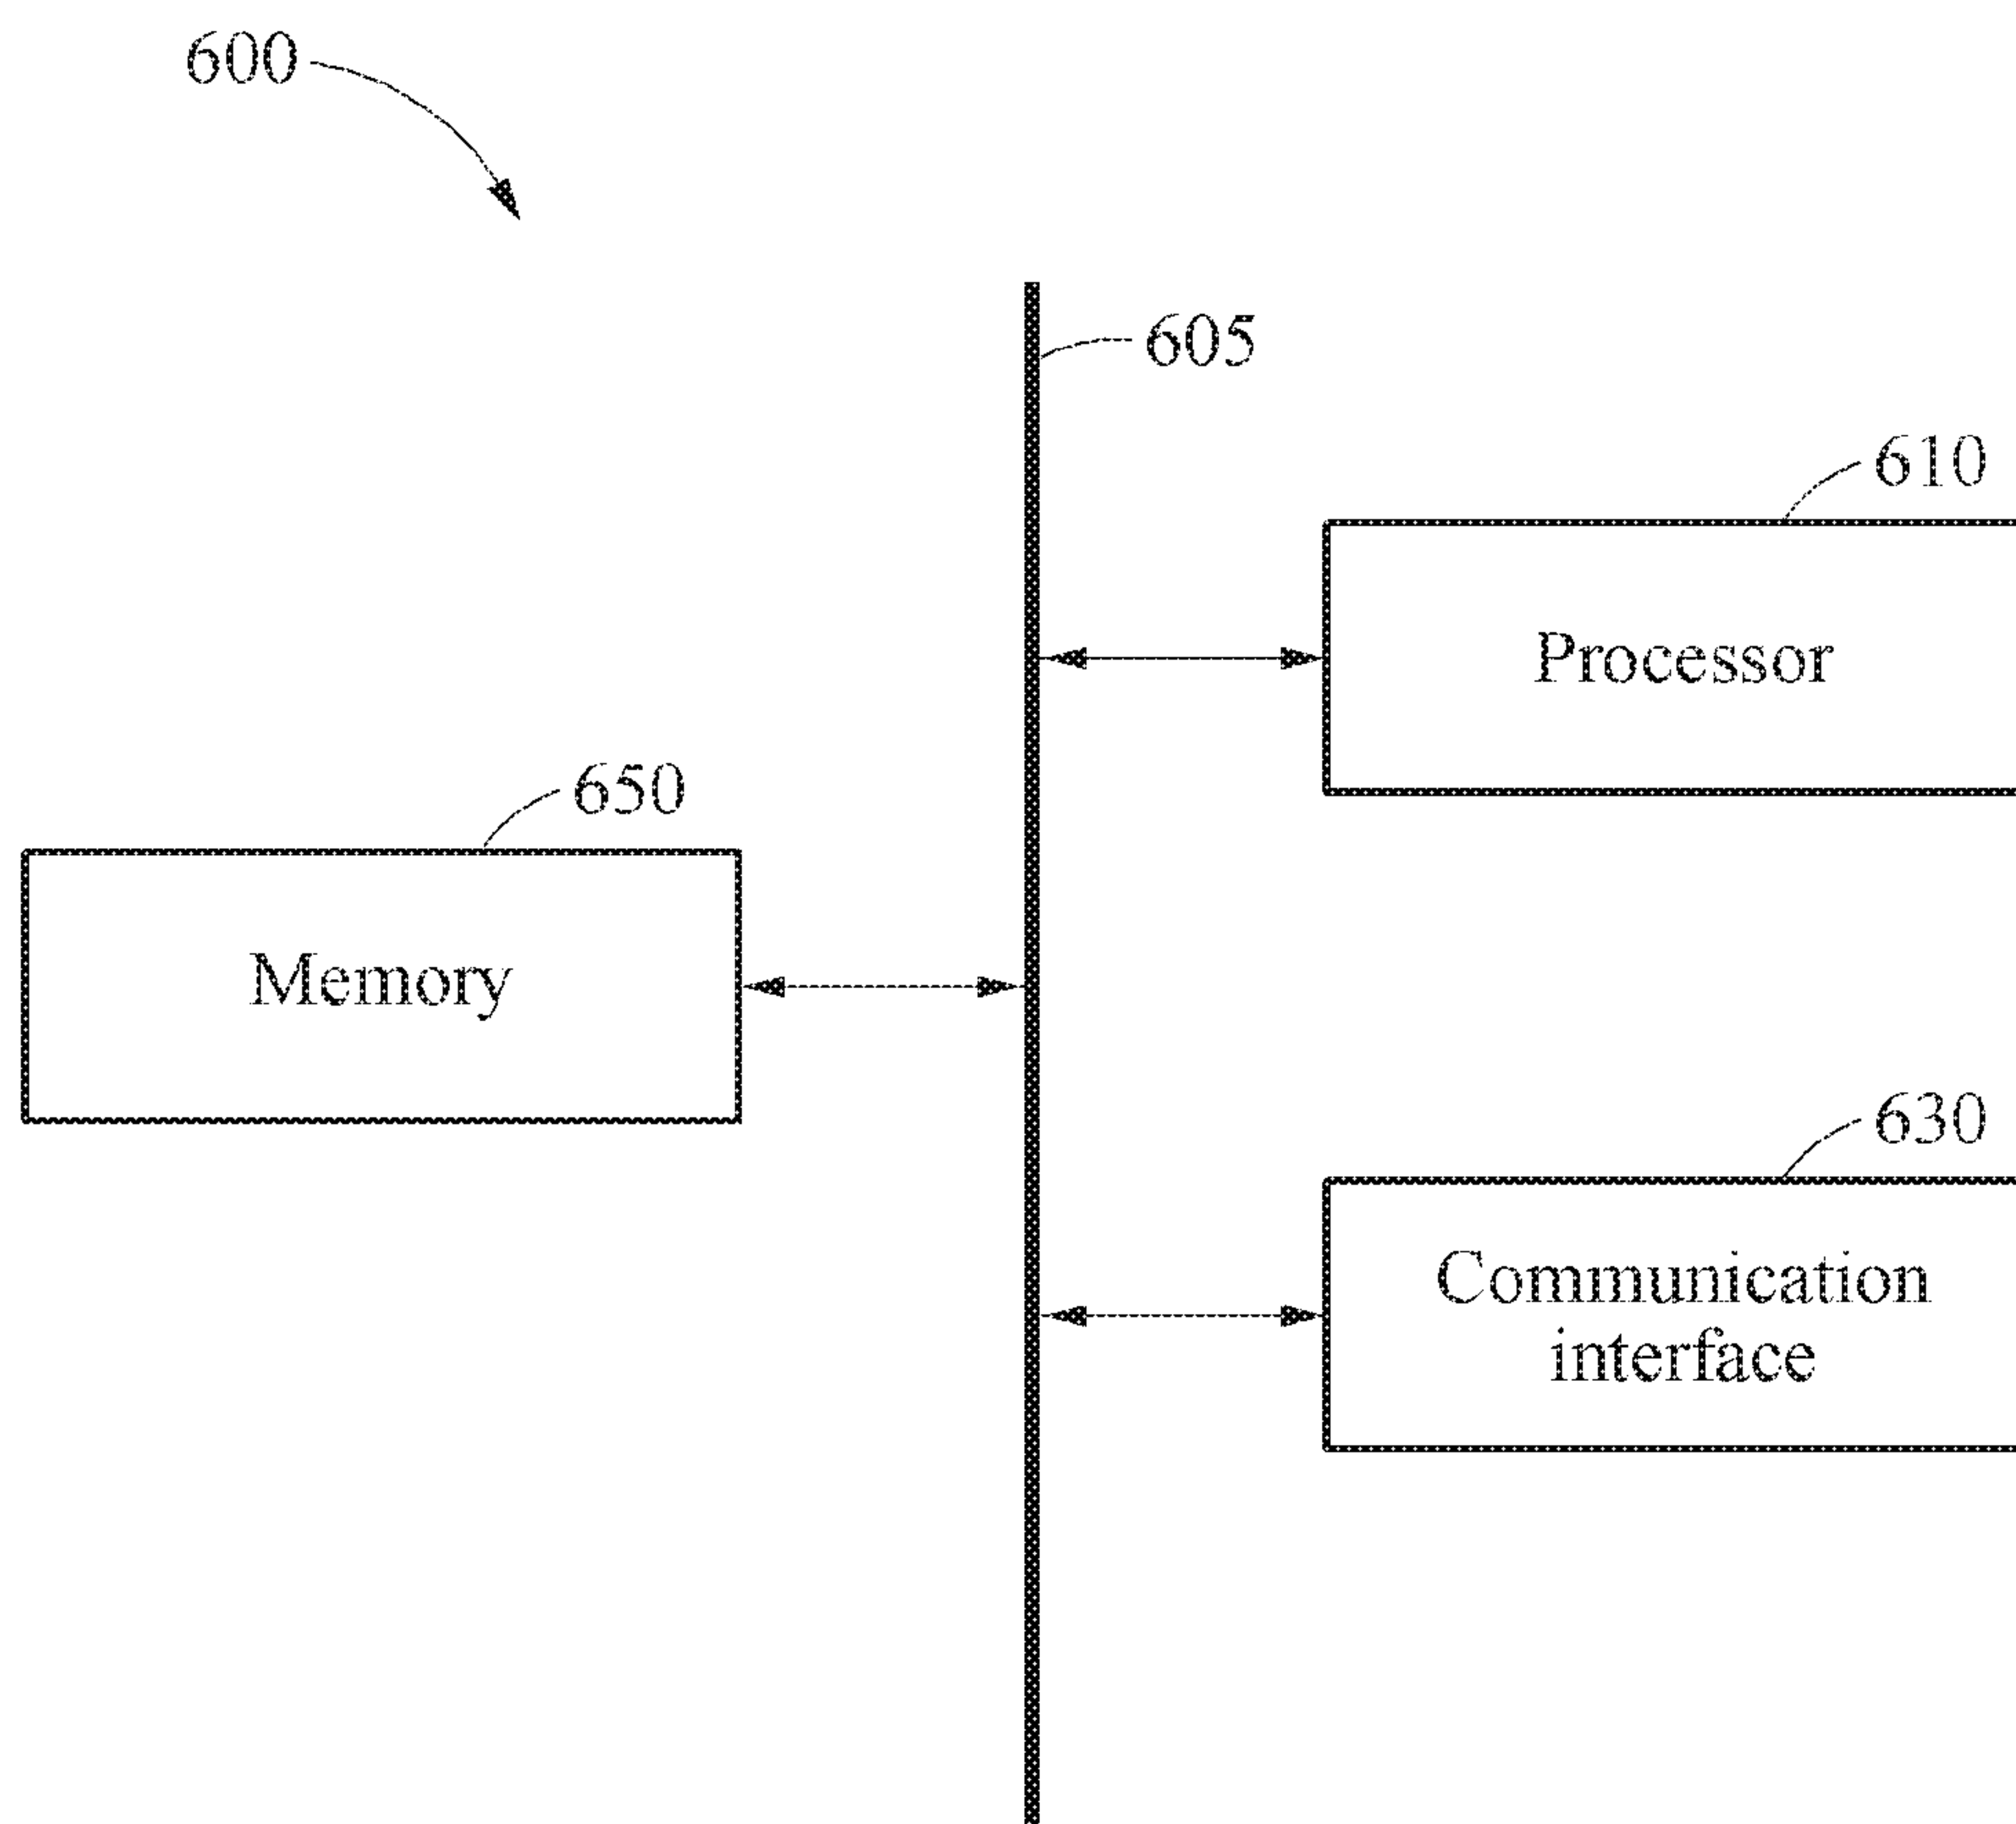 600
605
610
Processor
650
Memory
630
Communication
interface